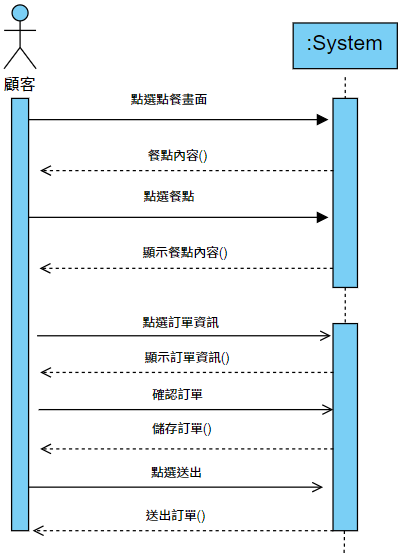 :System
顧客
點選點餐畫面
餐點內容()
點選餐點
顯示餐點內容()
點選訂單資訊
顯示訂單資訊()
確認訂單
儲存訂單()
點選送出
送出訂單()